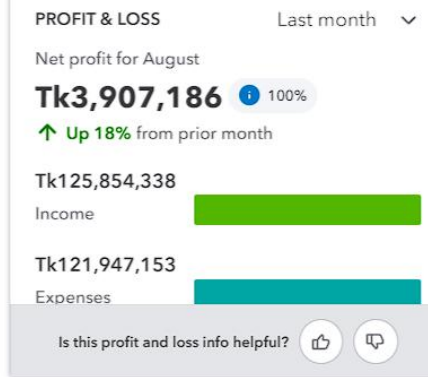 PROFIT & LOSS Last month
Net profit for August
Tk3,907,186 100%
Up 18% from prior month
Tk125,854,338
Income
Tk121,947,153
Expenses
Is this profit and loss info helpful?